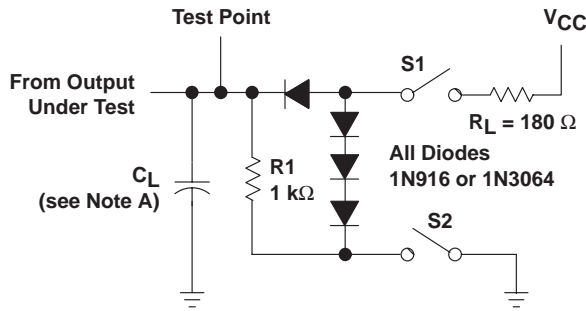 Test Point
VCC
S1
From Output
Under Test
RL = 180 Ω
CL
(see Note A)
R1
1 kΩ
All Diodes
1N916 or 1N3064
S2